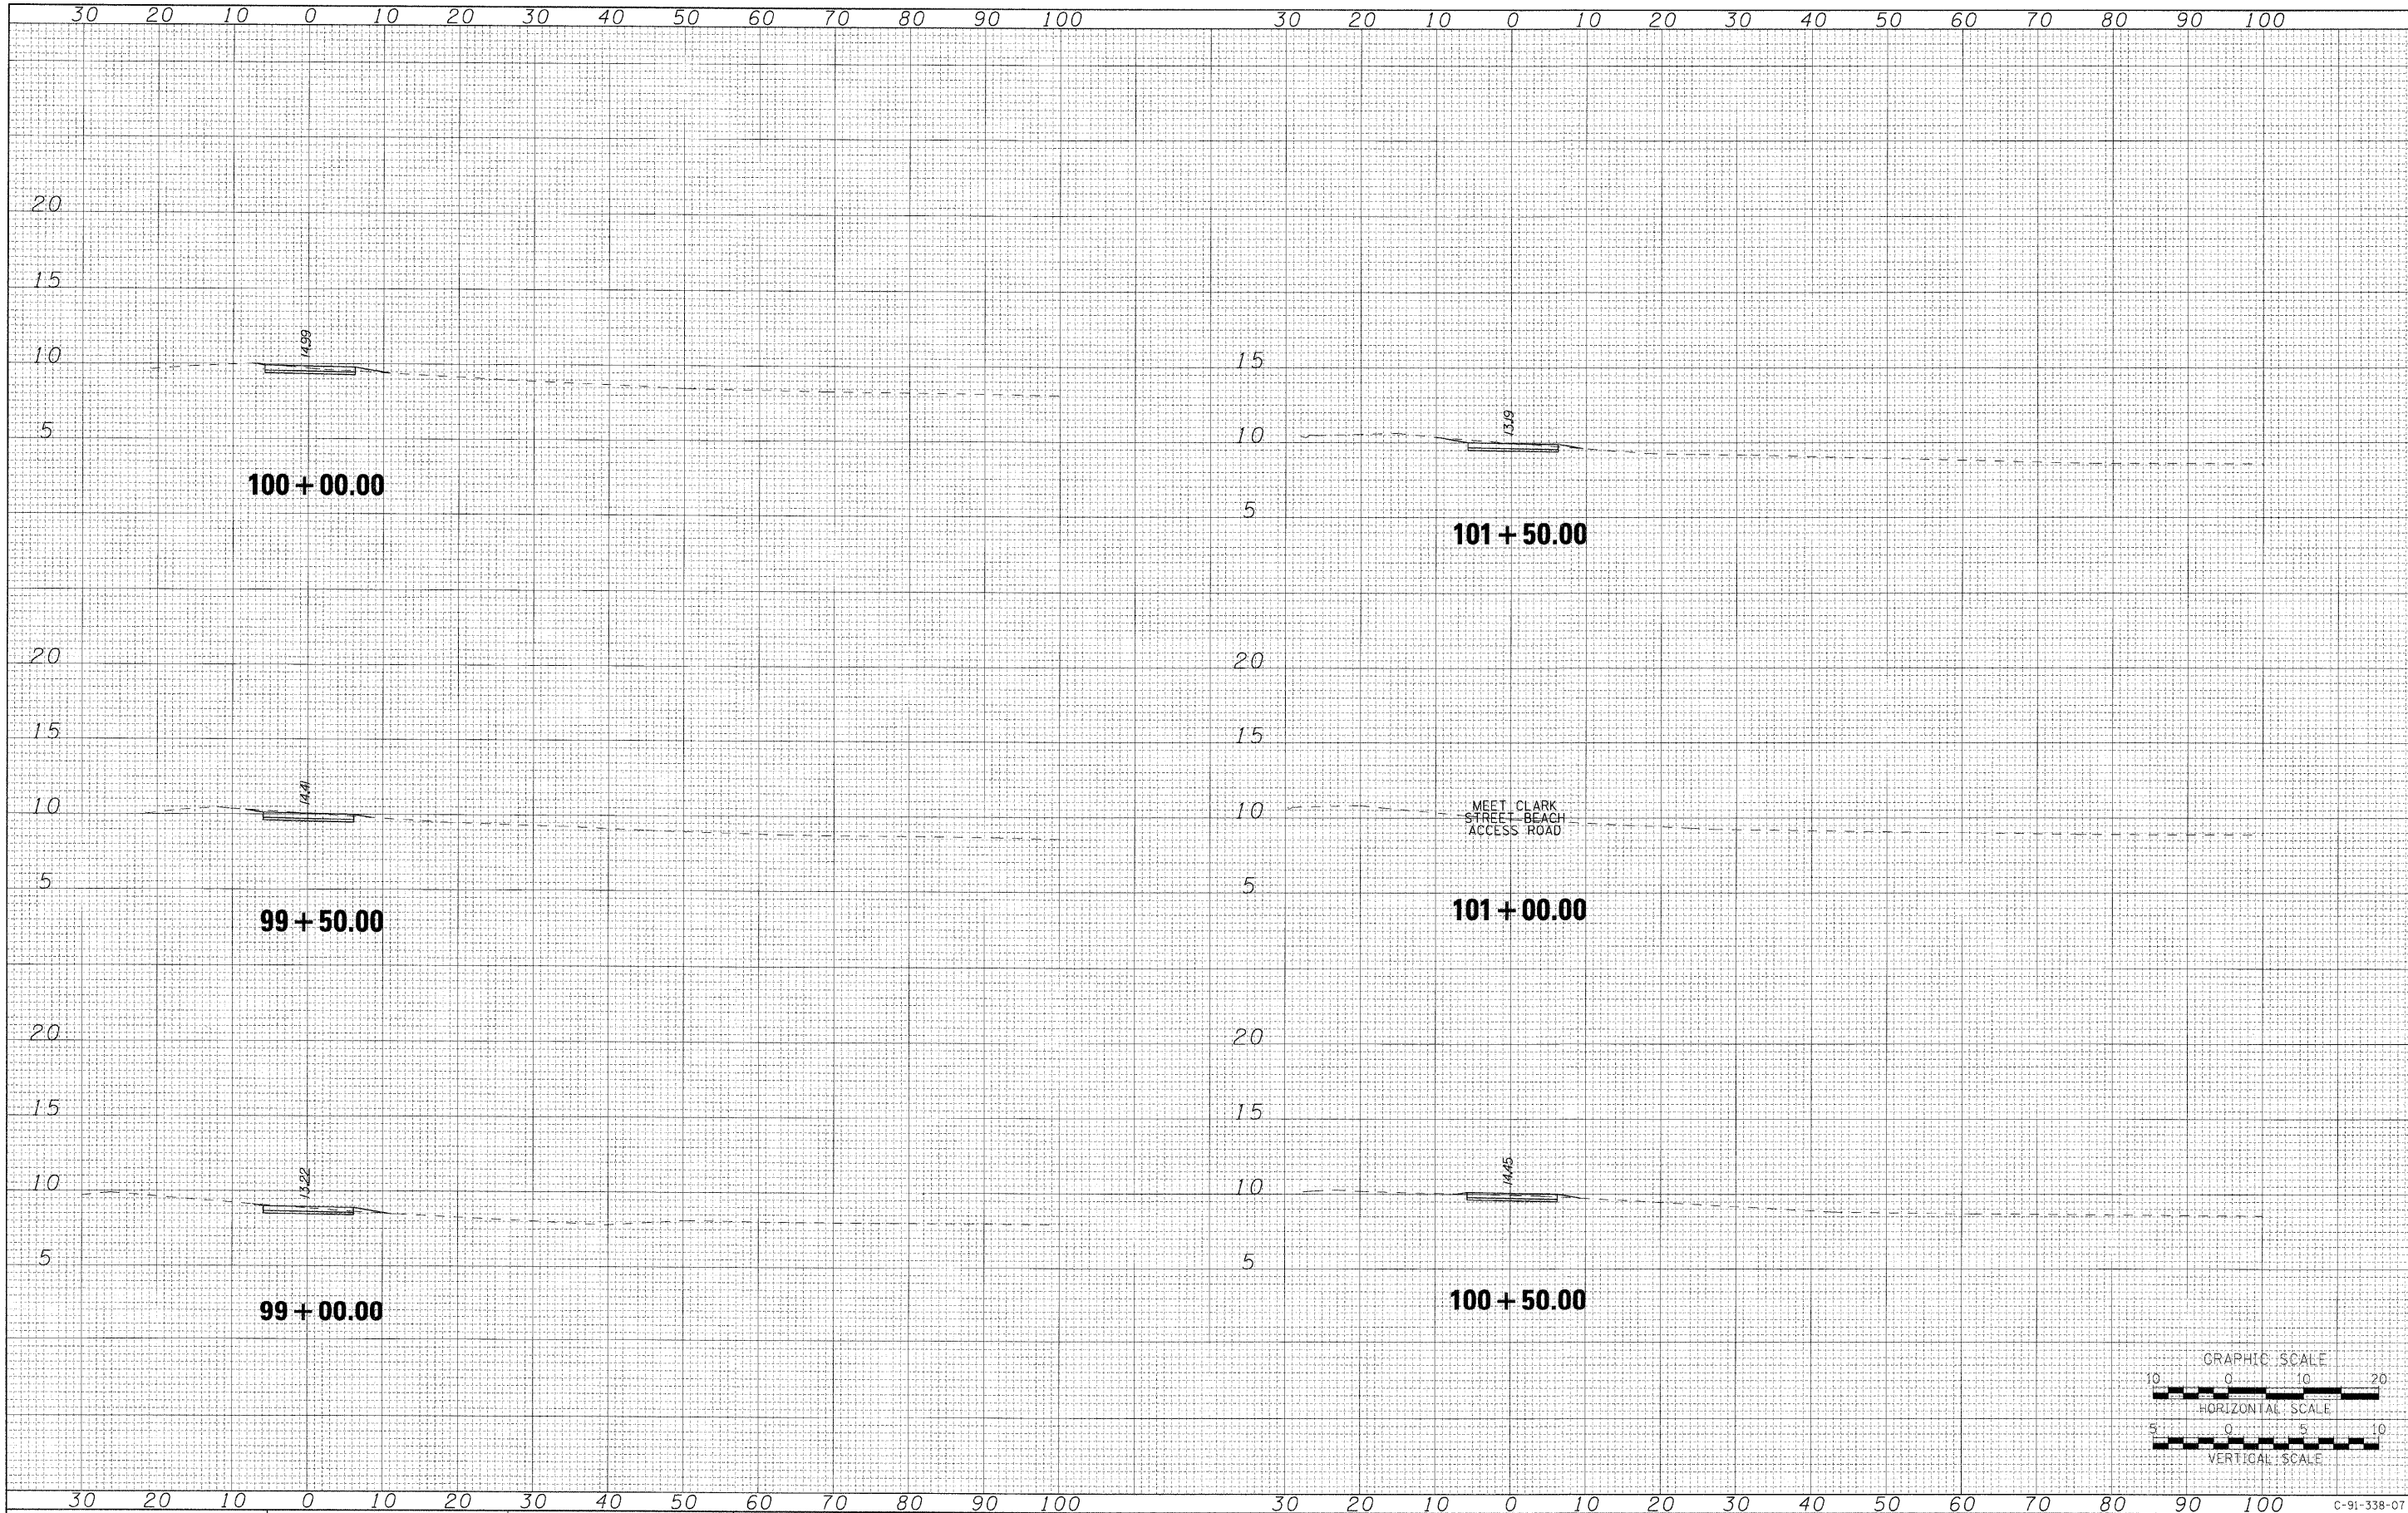 30 20 10 0 10 20 30 40 50 60 70 80 90 100 30 20 10 0 10 20 30 40 50 60 70 80 90 100
20
15
14.99
10
5
100 + 00.00
20
15
14.41
10
5
99 + 50.00
20
15
13.22
10
5
99 + 00.00
15
13.19
10
5
101 + 50.00
20
15
10
MEET CLARK
STREET BEACH
ACCESS ROAD
5
101 + 00.00
20
15
14.45
10
5
100 + 50.00
GRAPHIC SCALE
10 0 10 20
HORIZONTAL SCALE
5 0 5 10
VERTICAL SCALE
30 20 10 0 10 20 30 40 50 60 70 80 90 100 30 20 10 0 10 20 30 40 50 60 70 80 90 100
C-91-338-07